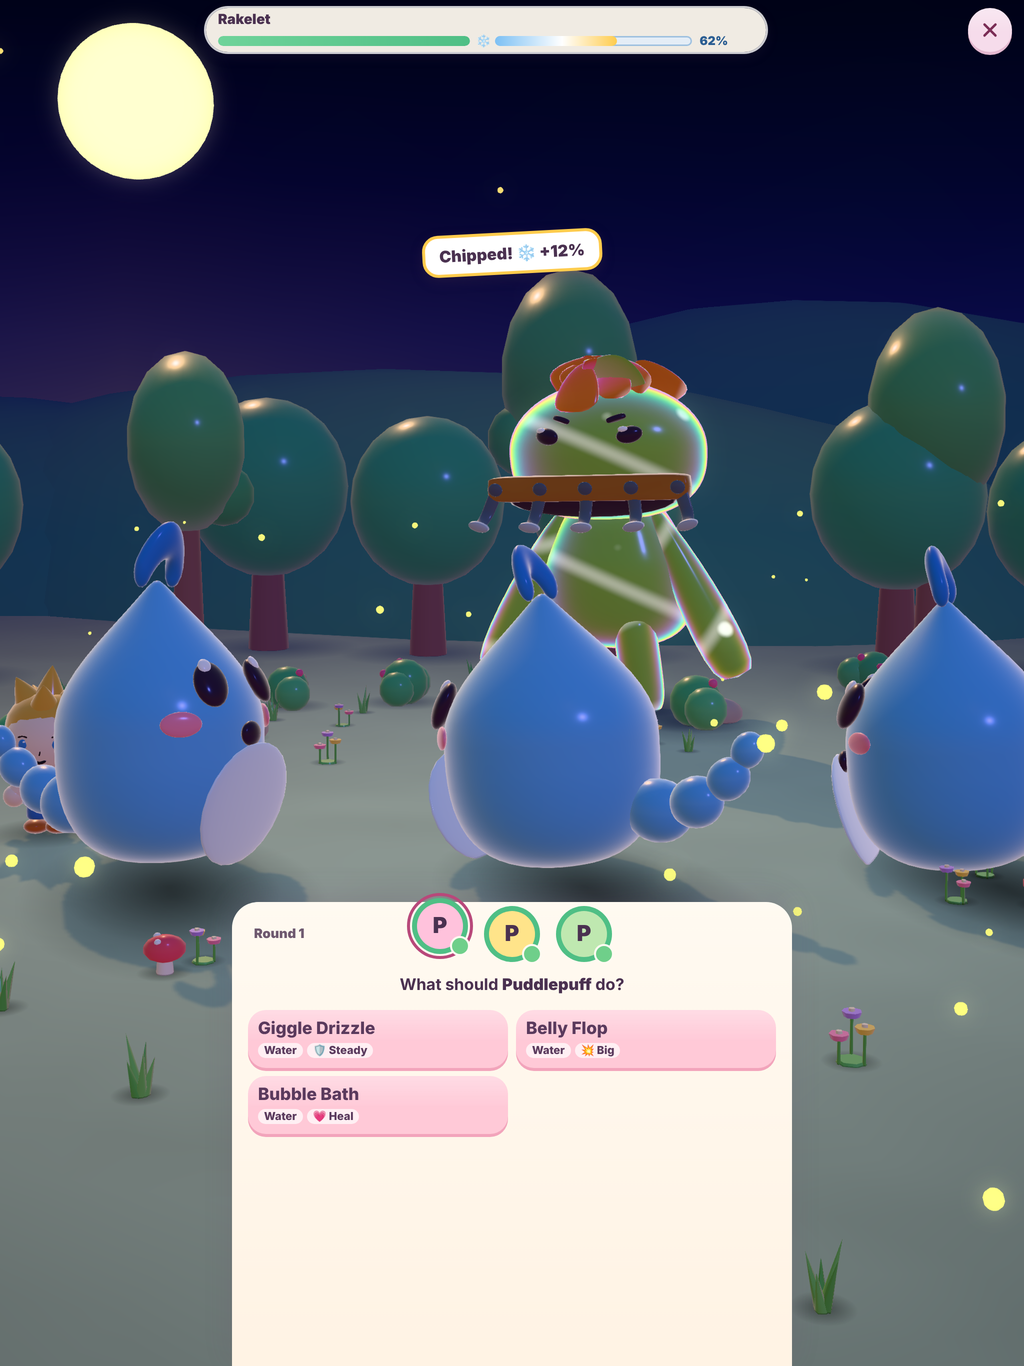 Rakelet
❄️ 62%
✕
Chipped! ❄️ +12%
Round 1
P P P
What should Puddlepuff do?
Giggle Drizzle
Water 🛡️ Steady
Belly Flop
Water 💥 Big
Bubble Bath
Water 💗 Heal